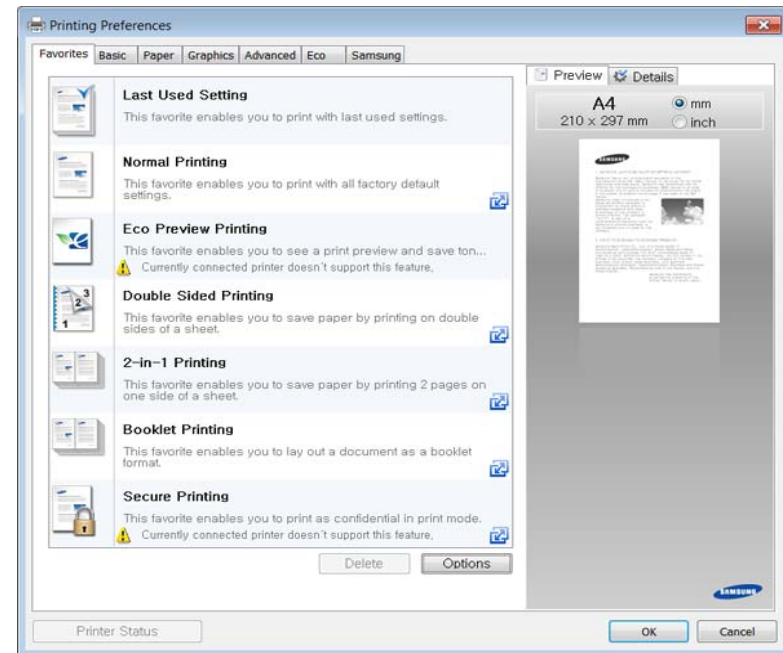 Printing Preferences
Favorites Basic Paper Graphics Advanced Eco Samsung
Last Used Setting
This favorite enables you to print with last used settings.
Normal Printing
This favorite enables you to print with all factory default
settings.
Eco Preview Printing
This favorite enables you to see a print preview and save ton...
Currently connected printer doesn't support this feature,
Double Sided Printing
This favorite enables you to save paper by printing on double
sides of a sheet.
2-in-1 Printing
This favorite enables you to save paper by printing 2 pages on
one side of a sheet.
Booklet Printing
This favorite enables you to lay out a document as a booklet
format.
Secure Printing
This favorite enables you to print as confidential in print mode.
Currently connected printer doesn't support this feature,
Delete Options
Preview Details
A4
210 x 297 mm
mm
inch
SAMSUNG
SAMSUNG
Printer Status
OK Cancel